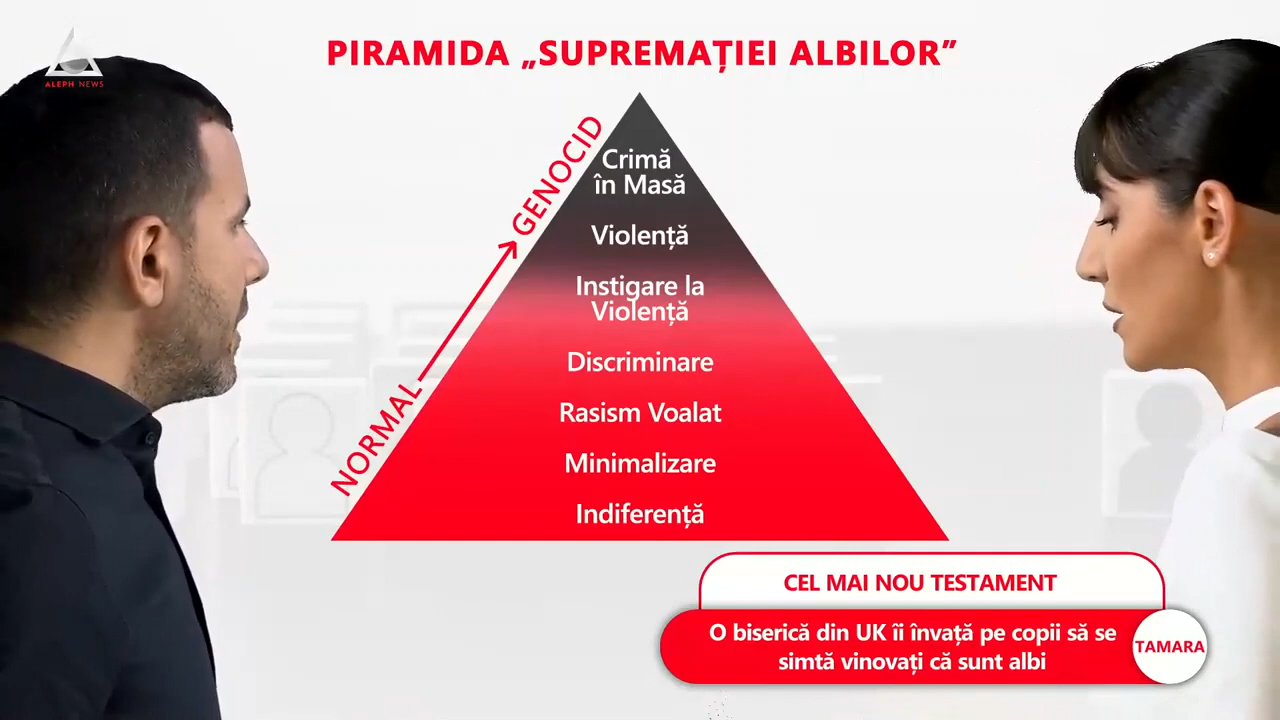 PIRAMIDA „SUPREMAȚIEI ALBILOR”
ALEPH NEWS
GENOCID
NORMAL
Crimă
în Masă
Violență
Instigare la
Violență
Discriminare
Rasism Voalat
Minimalizare
Indiferență
CEL MAI NOU TESTAMENT
O biserică din UK îi învață pe copii să se
simtă vinovați că sunt albi
TAMARA